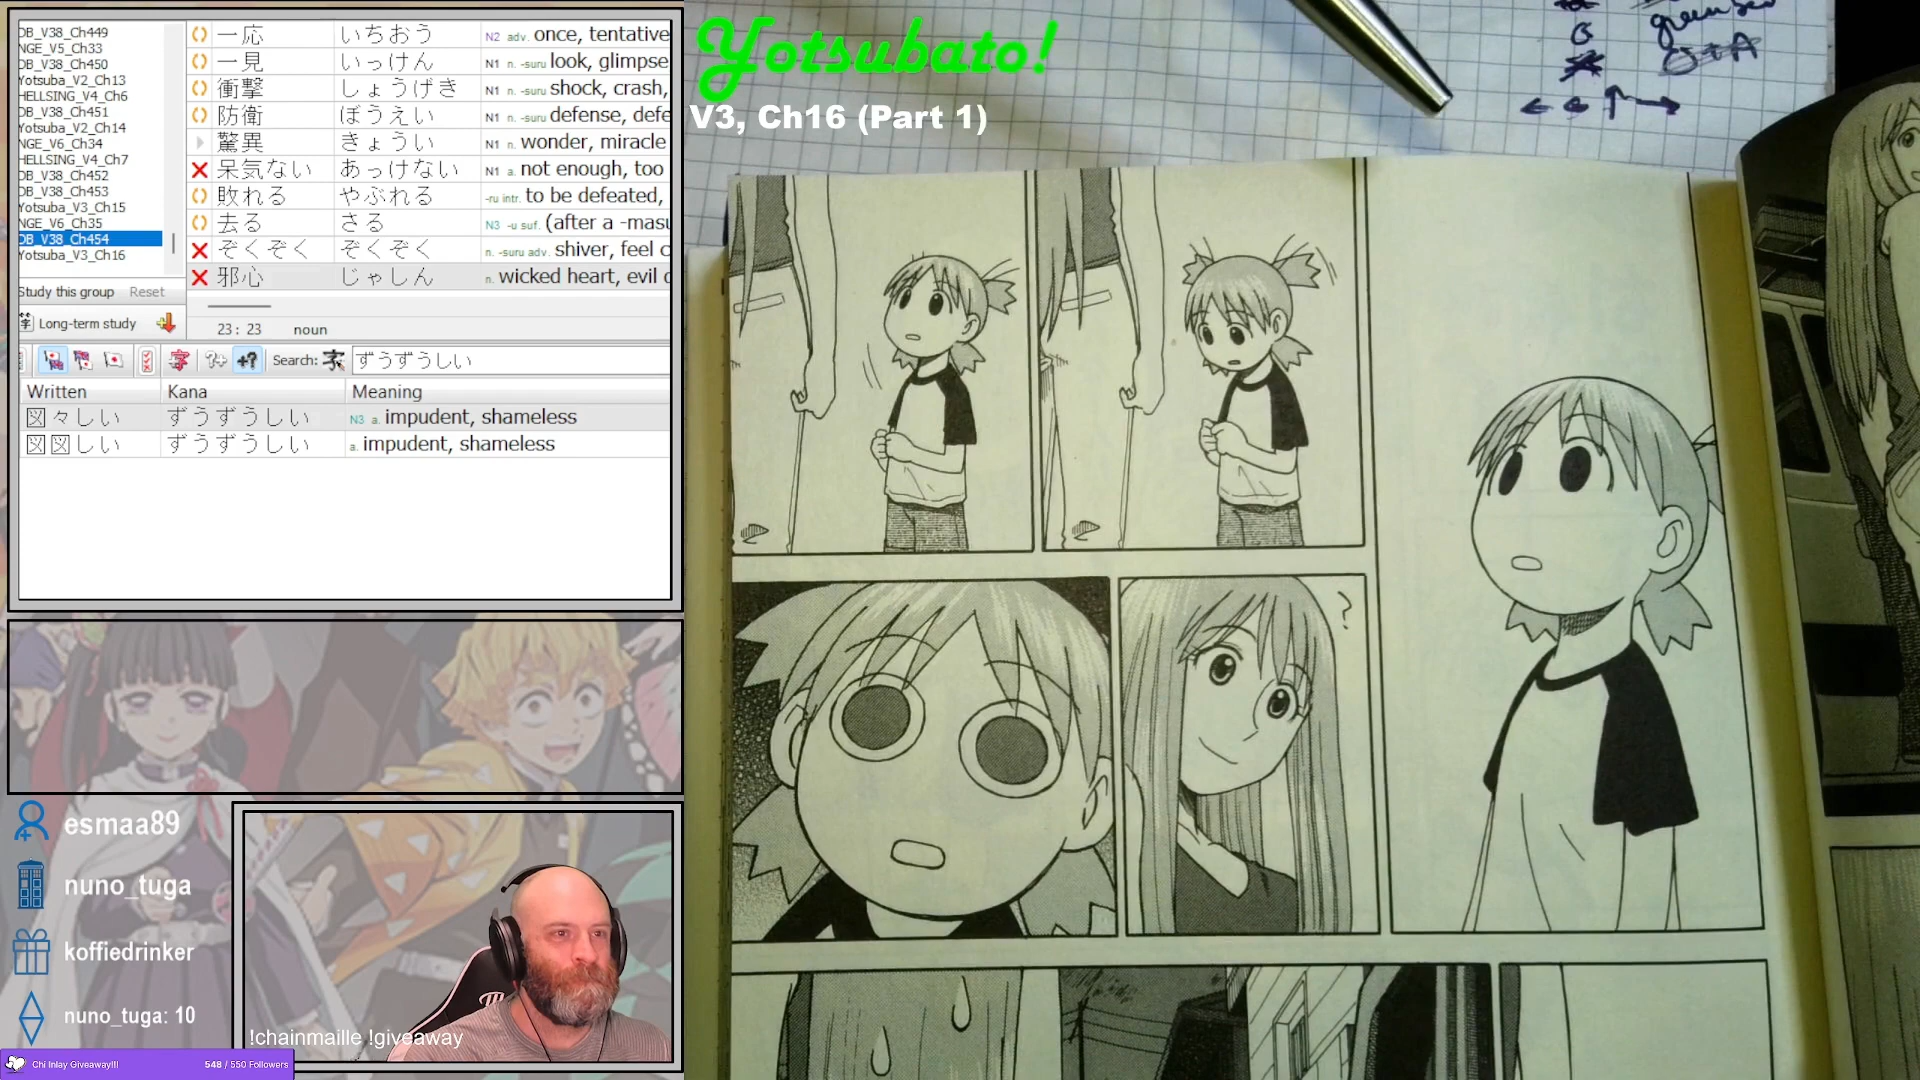 DB_V38_Ch449
NGE_V5_Ch33
DB_V38_Ch450
Yotsuba_V2_Ch13
HELLSING_V4_Ch6
DB_V38_Ch451
Yotsuba_V2_Ch14
NGE_V6_Ch34
HELLSING_V4_Ch7
DB_V38_Ch452
DB_V38_Ch453
Yotsuba_V3_Ch15
NGE_V6_Ch35
DB_V38_Ch454
Yotsuba_V3_Ch16
Study this group Reset
Long-term study
一応 いちおう N2 adv. once, tentative
一見 いっけん N1 n. -suru look, glimpse
衝撃 しょうげき N1 n. -suru shock, crash,
防衛 ぼうえい N1 n. -suru defense, defe
驚異 きょうい N1 n. wonder, miracle
呆気ない あっけない N1 a. not enough, too
敗れる やぶれる -ru intr. to be defeated,
去る さる N3 -u suf. (after a -masu
ぞくぞく ぞくぞく n. -suru adv. shiver, feel c
邪心 じゃしん n. wicked heart, evil
23: 23 noun
Search: ずうずうしい
Written Kana Meaning
図々しい ずうずうしい N3 a. impudent, shameless
図図しい ずうずうしい a. impudent, shameless
esmaa89
nuno_tuga
koffiedrinker
nuno_tuga: 10
!chainmaille !giveaway
Chi Inlay Giveaway!!! 548 / 550 Followers
Yotsubato!
V3, Ch16 (Part 1)
?